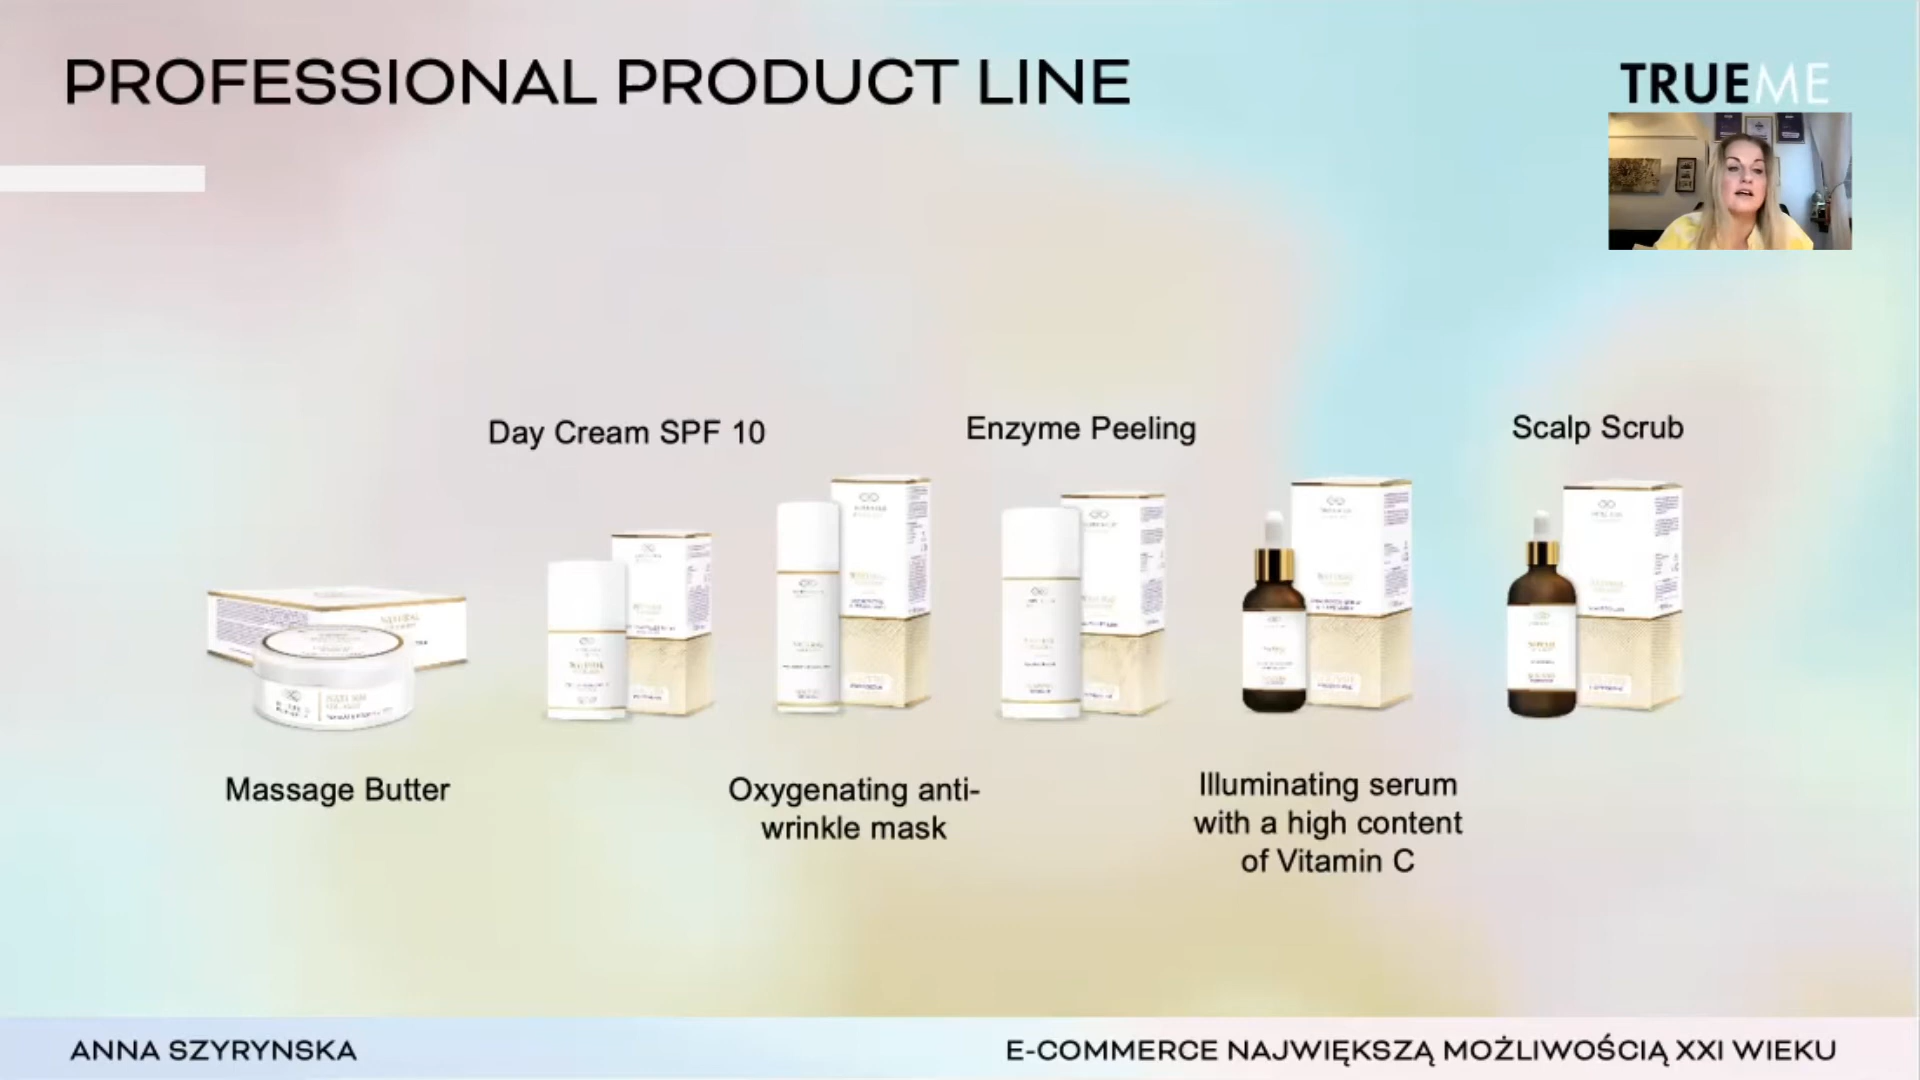 PROFESSIONAL PRODUCT LINE
TRUEME
Day Cream SPF 10
Enzyme Peeling
Scalp Scrub
Massage Butter
Oxygenating anti-
wrinkle mask
Illuminating serum
with a high content
of Vitamin C
ANNA SZYRYNSKA
E-COMMERCE NAJWIĘKSZĄ MOŻLIWOŚCIĄ XXI WIEKU